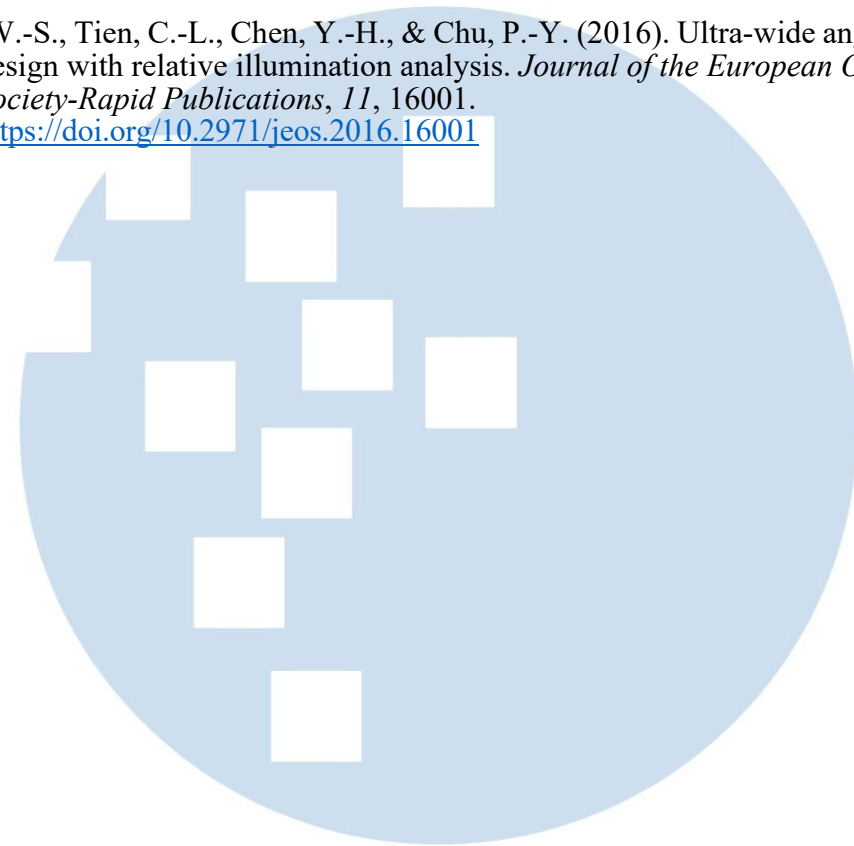 V.-S., Tien, C.-L., Chen, Y.-H., & Chu, P.-Y. (2016). Ultra-wide an
esign with relative illumination analysis. Journal of the European O
ociety-Rapid Publications, 11, 16001.
tps://doi.org/10.2971/jeos.2016.16001